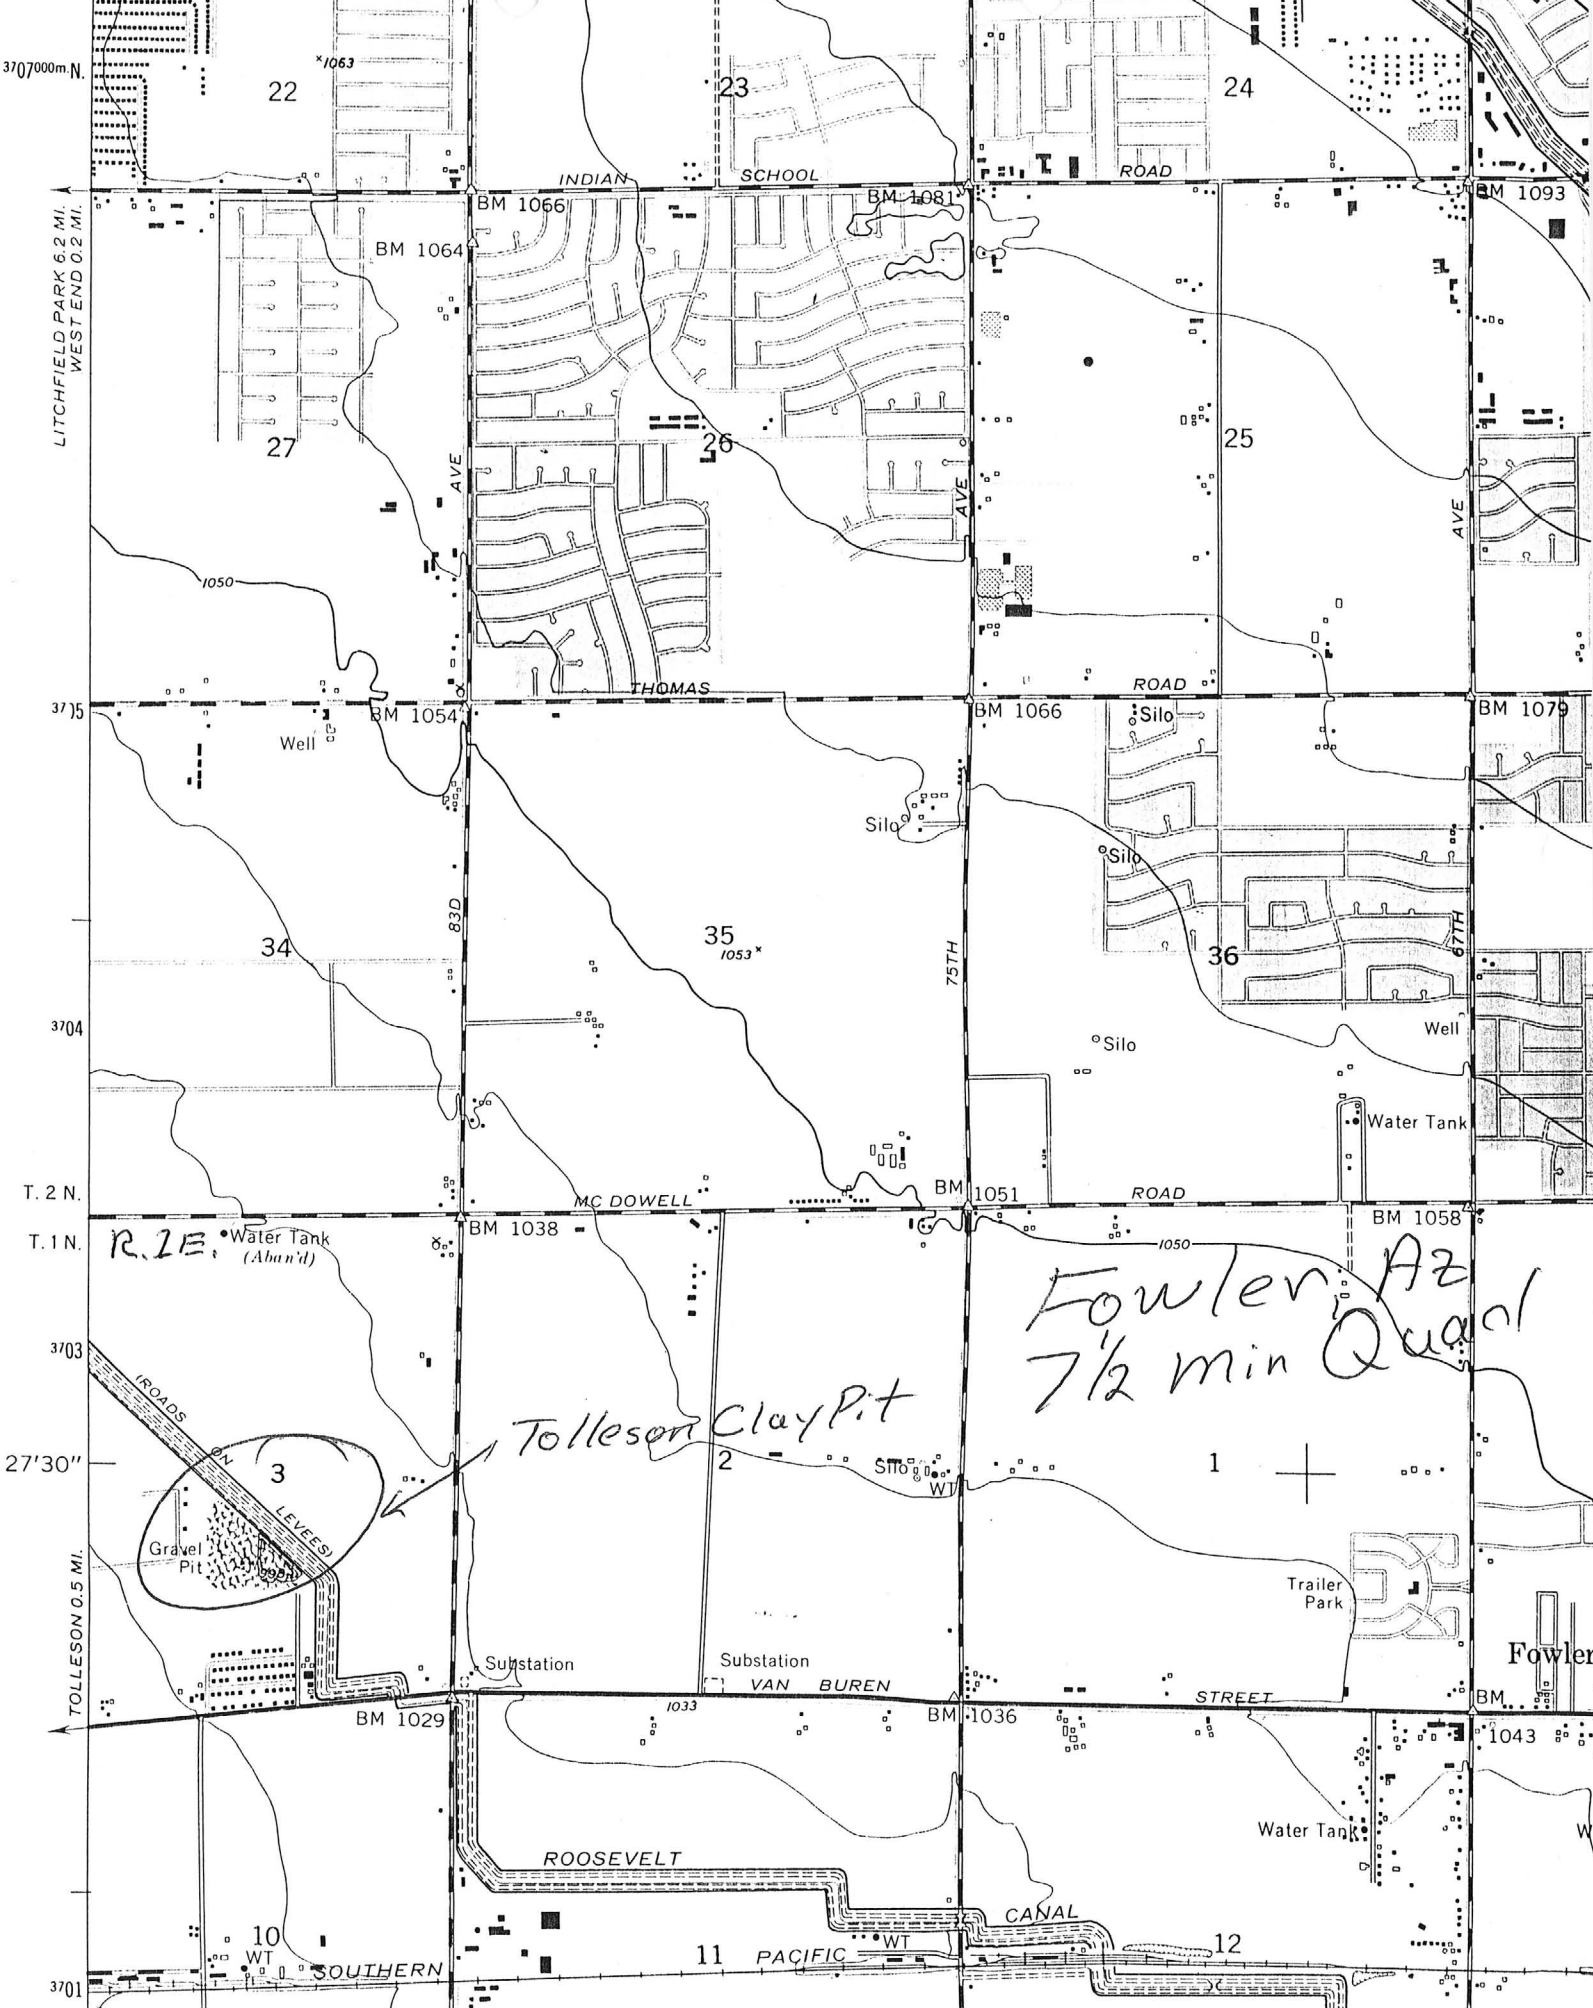 3707000m.N.
x1063
22
23
24
INDIAN SCHOOL ROAD
BM 1066
BM 1081
BM 1093
BM 1064
LITCHFIELD PARK 6.2 MI.
WEST END 0.2 MI.
27
26
25
AVE
AVE
AVE
1050
THOMAS ROAD
3715
BM 1054
BM 1066
Silo
BM 1079
Well
Silo
Silo
83D
34
35
1053 x
75TH
36
67TH
3704
Silo
Well
Water Tank
T. 2 N.
MC DOWELL ROAD
BM 1051
T. 1 N.
R.1E.
Water Tank
(Aban'd)
BM 1038
BM 1058
1050
Fowler, Az
7 1/2 min Quad
3703
(ROADS ON LEVEES)
Tolleson Clay Pit
27'30"
3
2
1
Silo
WT
Gravel
Pit
999
Trailer
Park
TOLLESON 0.5 MI.
Fowler
Substation
Substation
VAN BUREN STREET
1033
BM 1029
BM 1036
BM
1043
Water Tank
W
ROOSEVELT CANAL
10
WT
11
WT
12
SOUTHERN PACIFIC
3701